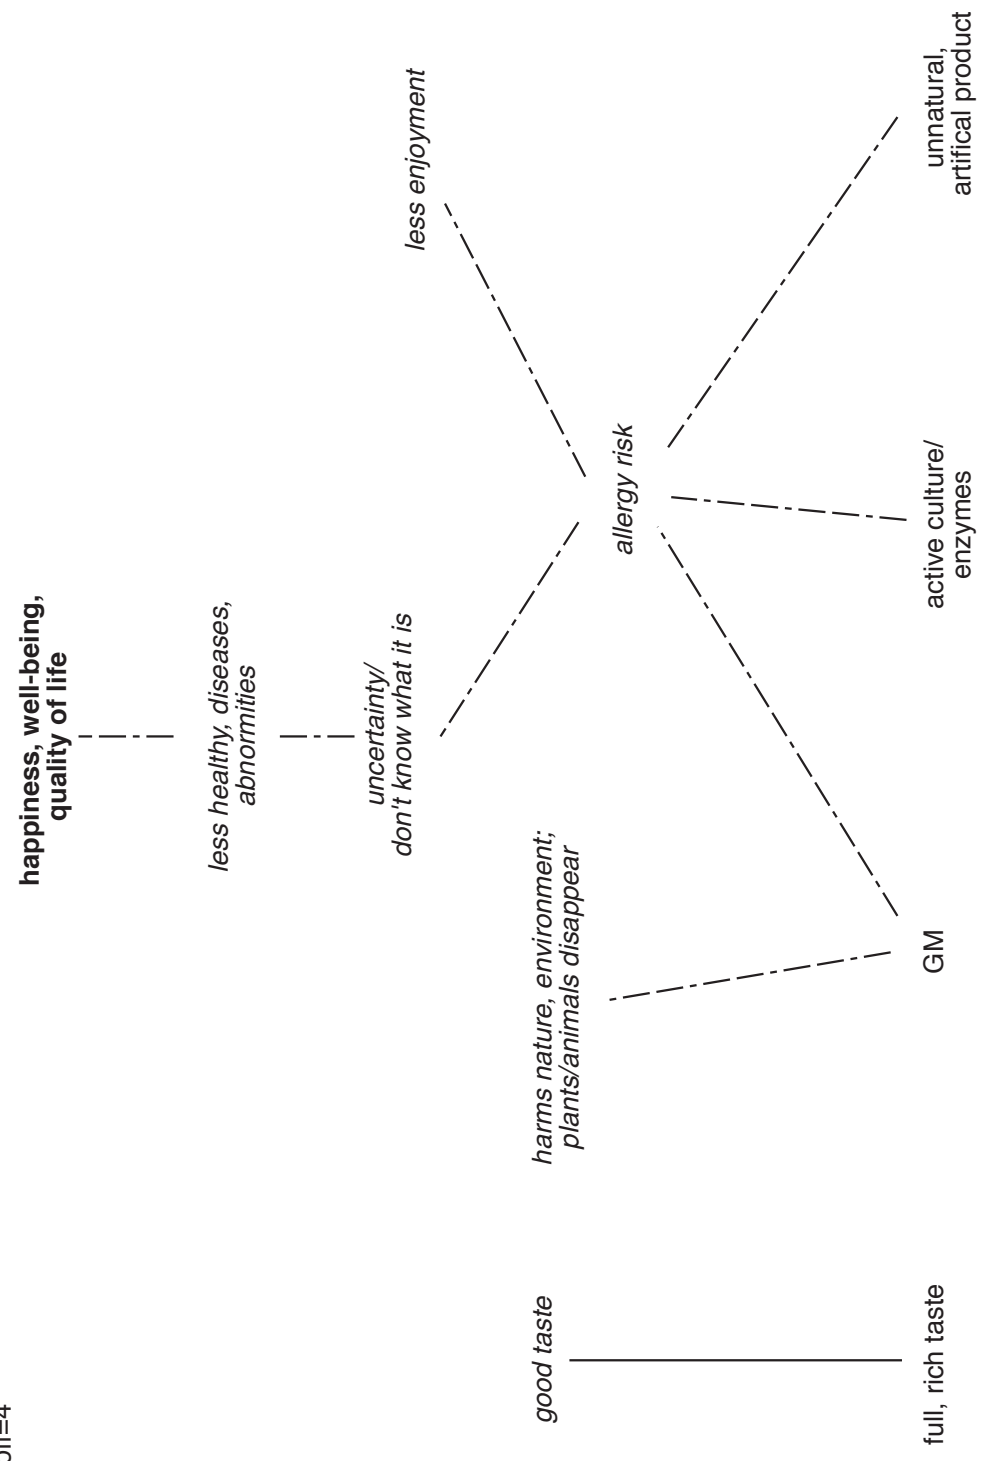 happiness, well-being,
quality of life
less healthy, diseases,
abnormities
uncertainty/
don't know what it is
less enjoyment
harms nature, environment;
plants/animals disappear
allergy risk
good taste
full, rich taste
GM
active culture/
enzymes
unnatural,
artifical product